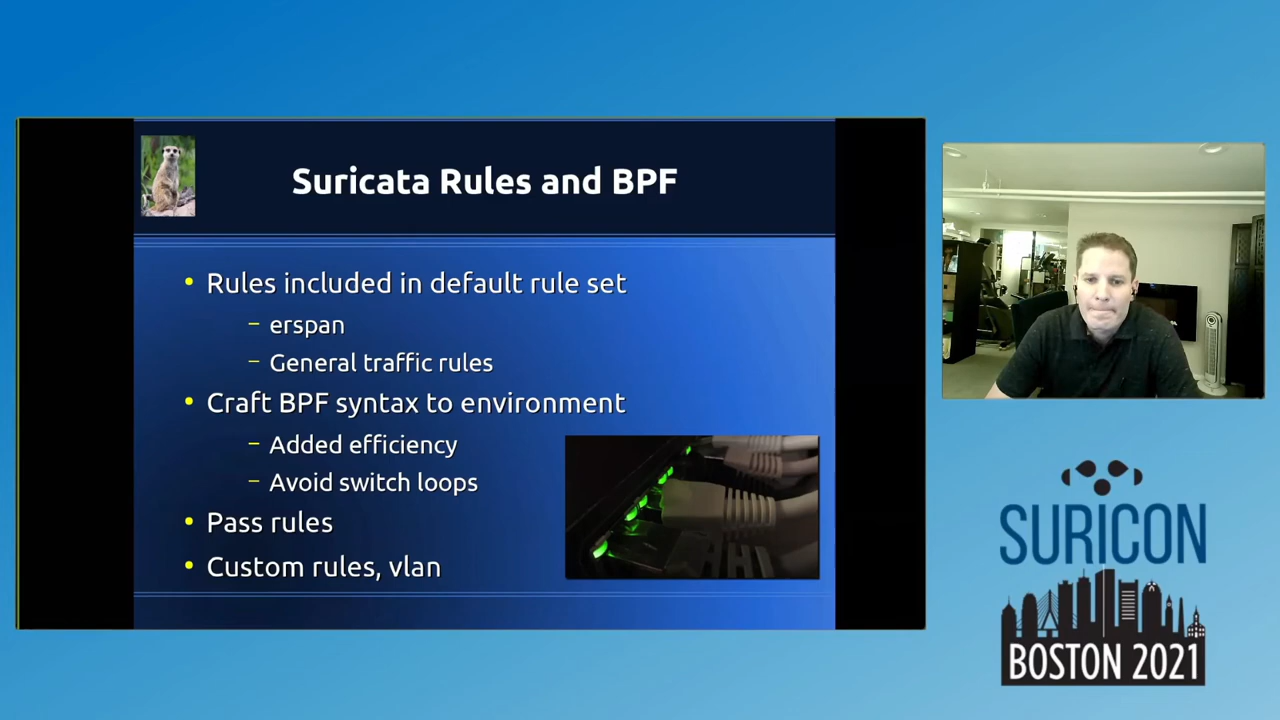 Suricata Rules and BPF
• Rules included in default rule set
– erspan
– General traffic rules
• Craft BPF syntax to environment
– Added efficiency
– Avoid switch loops
• Pass rules
• Custom rules, vlan
SURICON
BOSTON 2021